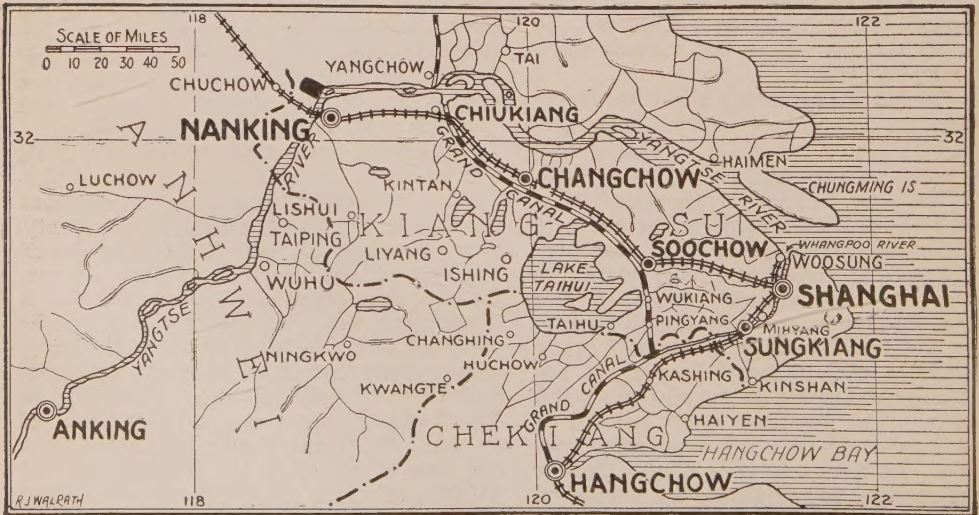 118
120
122
SCALE OF MILES
0 10 20 30 40 50
YANGCHOW
TAI
CHUCHOW
CHIUKIANG
NANKING
32
32
GRAND
CANAL
YANGTSE
RIVER
HAIMEN
CHUNGMING IS
RIVER
LUCHOW
ANHWEI
KINTAN
CHANGCHOW
LISHUI
KIANG
SU
TAIPING
LIYANG
ISHING
SOOCHOW
WHANGPOO RIVER
WOOSUNG
LAKE
TAIHUI
WUHU
WUKIANG
SHANGHAI
PINGYANG
TAIHU
MIHYANG
SUNGKIANG
YANGTSE
CHANGHING
NINGKWO
HUCHOW
KASHING
KINSHAN
KWANGTE
GRAND CANAL
HAIYEN
ANKING
CHEKIANG
HANGCHOW BAY
HANGCHOW
R.J. WALRATH
118
120
122